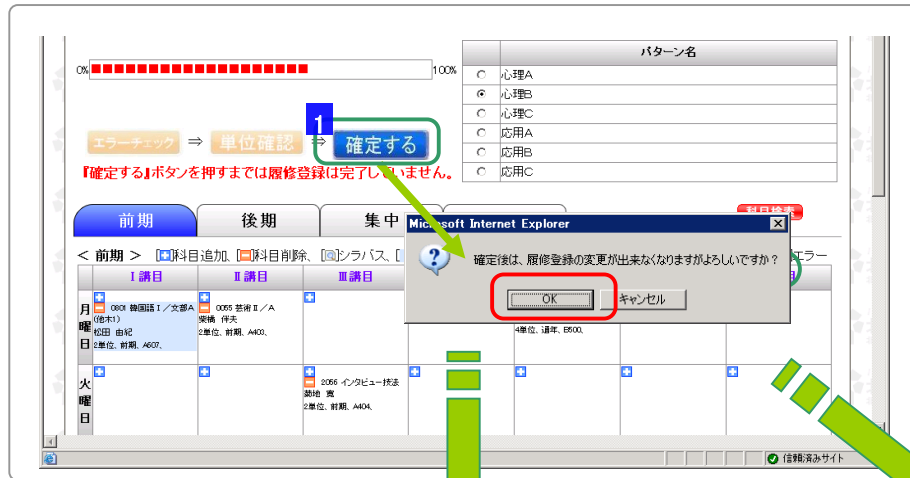 パターン名
0%
100%
心理A
心理B
心理C
応用A
応用B
応用C
1
エラーチェック ⇒ 単位確認 ⇒ 確定する
『確定する』ボタンを押すまでは履修登録は完了していません。
科目検索
前期
後期
集中
Microsoft Internet Explorer
確定後は、履修登録の変更が出来なくなりますがよろしいですか?
OK
キャンセル
< 前期 > [+]科目追加、[-]科目削除、[@]シラバス、[
エラー
I 講目
II 講目
III 講目
月曜日
0801 韓国語Ⅰ/文部A
(他木1)
松田 由紀
2単位、前期、A607、
0055 芸術Ⅱ/A
柴橋 伴夫
2単位、前期、A403、
4単位、通年、B500、
火曜日
2056 インタビュー技法
菊地 寛
2単位、前期、A404、
信頼済みサイト